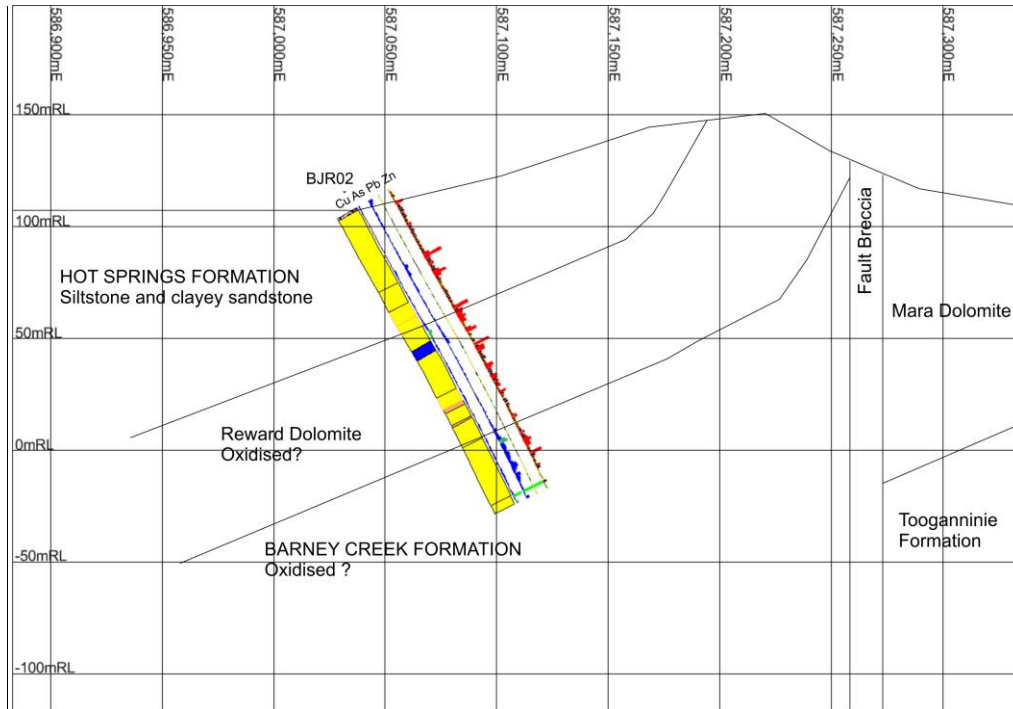 586,900mE
586,950mE
587,000mE
587,050mE
587,100mE
587,150mE
587,200mE
587,250mE
587,300mE
150mRL
BJR02
Cu As Pb Zn
100mRL
Fault Breccia
HOT SPRINGS FORMATION
Siltstone and clayey sandstone
Mara Dolomite
50mRL
Reward Dolomite
Oxidised?
0mRL
Tooganninie
Formation
BARNEY CREEK FORMATION
Oxidised ?
-50mRL
-100mRL